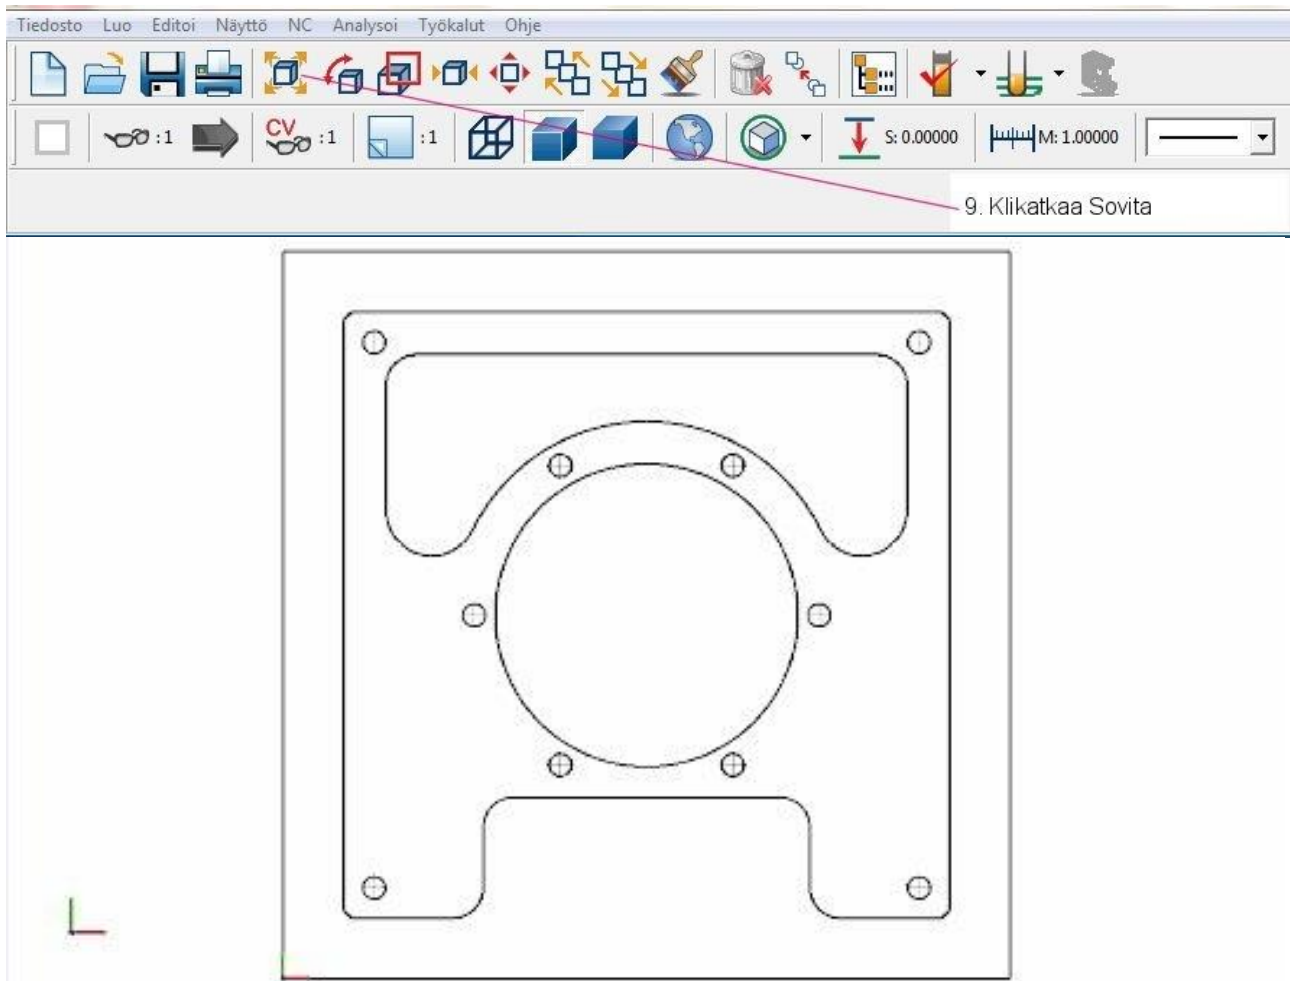 Tiedosto Luo Editoi Näyttö NC Analysoi Työkalut Ohje
:1 CV :1 :1 S: 0.00000 M: 1.00000
9. Klikatkaa Sovita